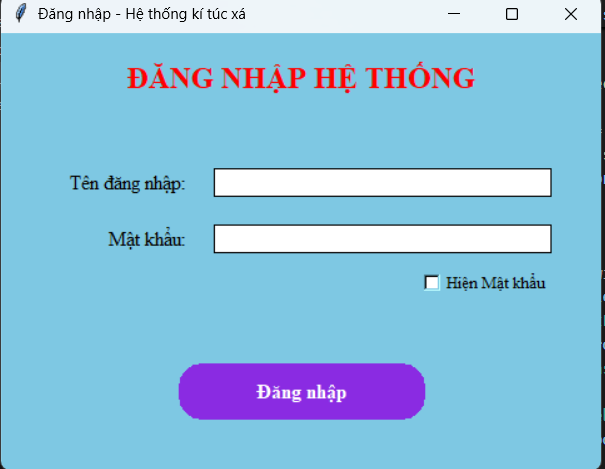 Đăng nhập - Hệ thống kí túc xá
ĐĂNG NHẬP HỆ THỐNG
Tên đăng nhập:
Mật khẩu:
Hiện Mật khẩu
Đăng nhập